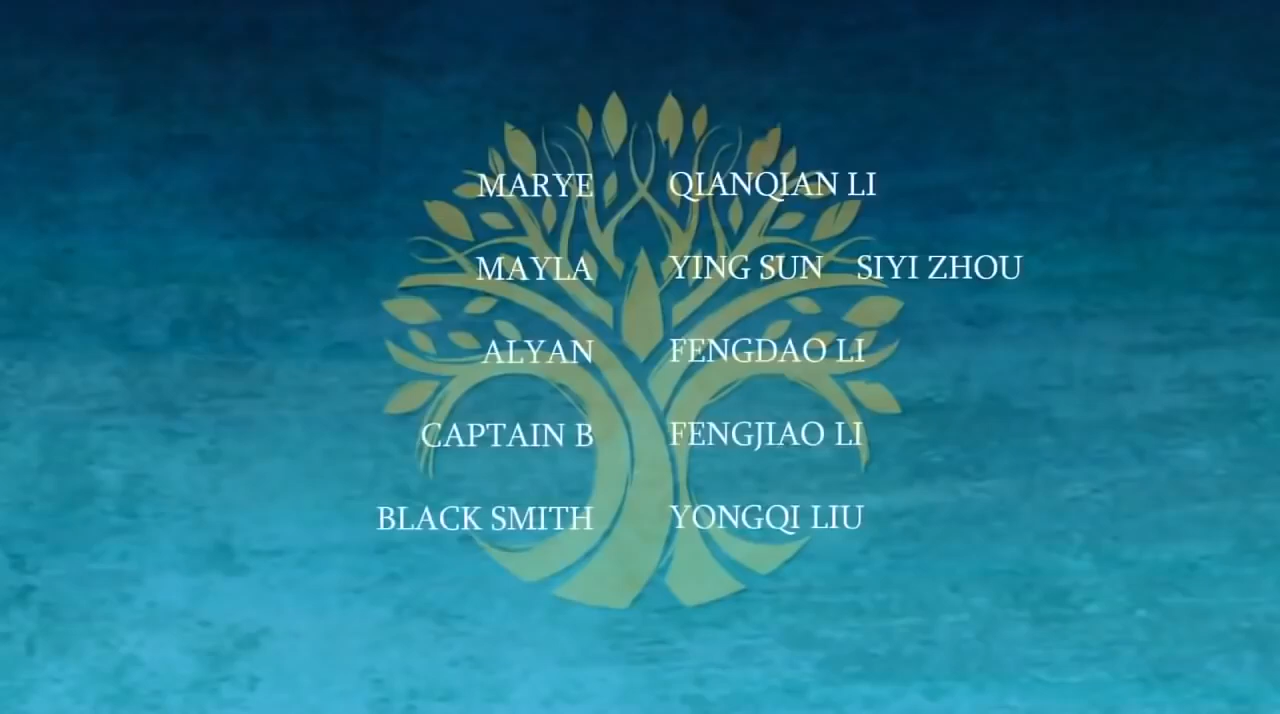 MARYE QIANQIAN LI
MAYLA YING SUN SIYI ZHOU
ALYAN FENGDAO LI
CAPTAIN B FENGJIAO LI
BLACK SMITH YONGQI LIU